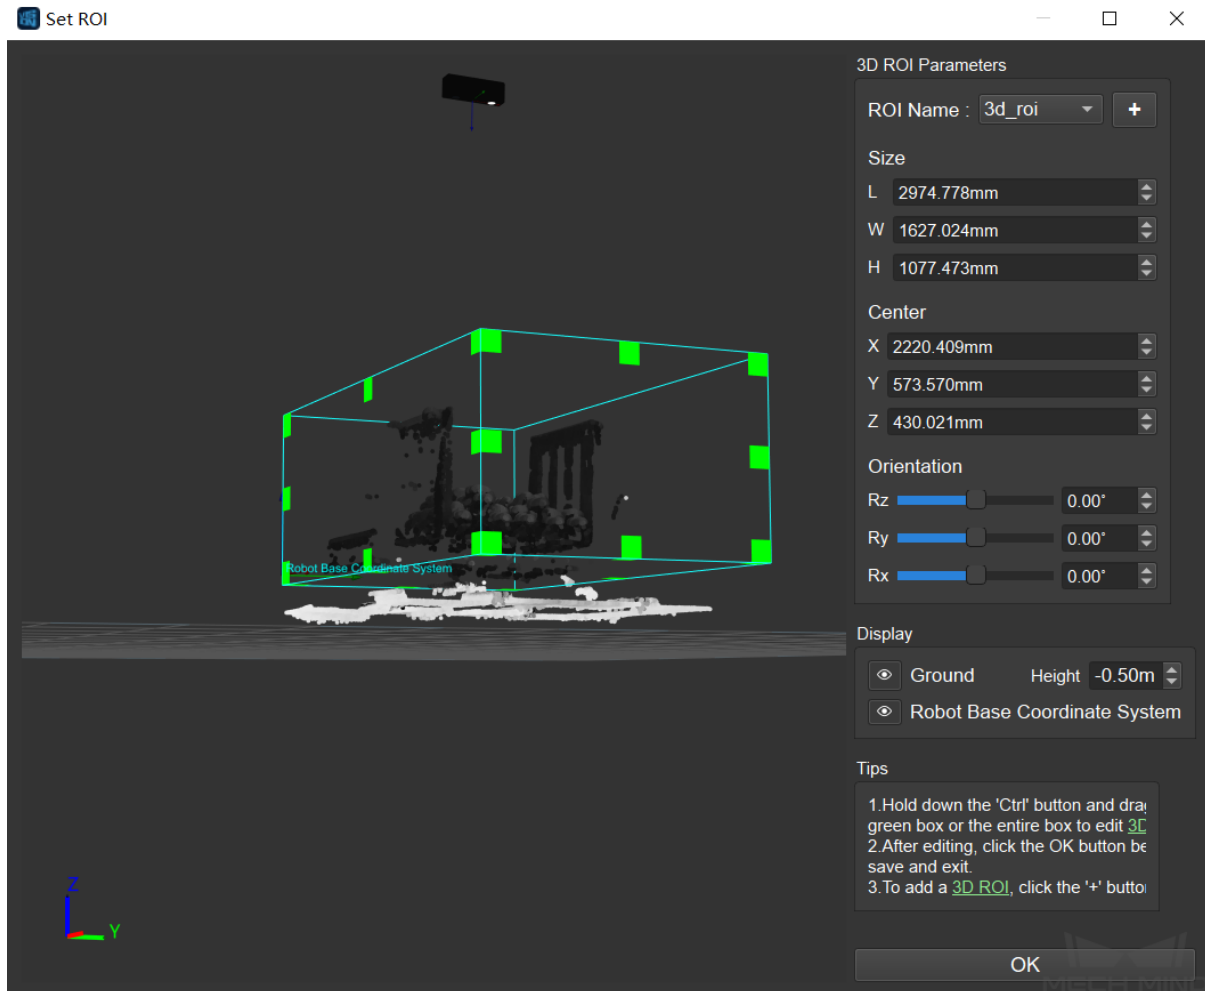 Set ROI
3D ROI Parameters
ROI Name : 3d_roi +
Size
L 2974.778mm
W 1627.024mm
H 1077.473mm
Center
X 2220.409mm
Y 573.570mm
Z 430.021mm
Orientation
Rz 0.00°
Ry 0.00°
Rx 0.00°
Robot Base Coordinate System
Display
Ground Height -0.50m
Robot Base Coordinate System
Tips
1.Hold down the 'Ctrl' button and drag
green box or the entire box to edit 3D
2.After editing, click the OK button be
save and exit.
3.To add a 3D ROI, click the '+' button
Z
Y
OK
MECH MIND